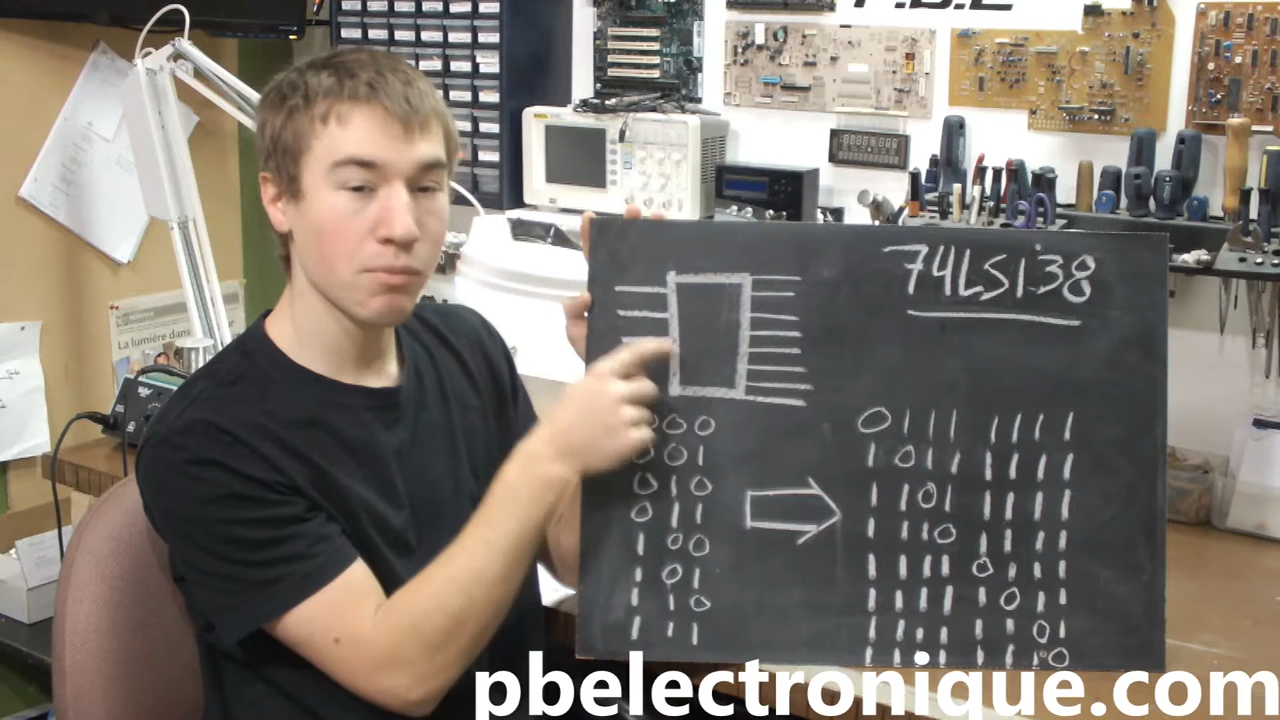 P.B.E
La lumière dans
74LS138
000 01111111
001 10111111
010 11011111
011 11101111
100 11110111
101 11111011
110 11111101
111 11111110
pbelectronique.com